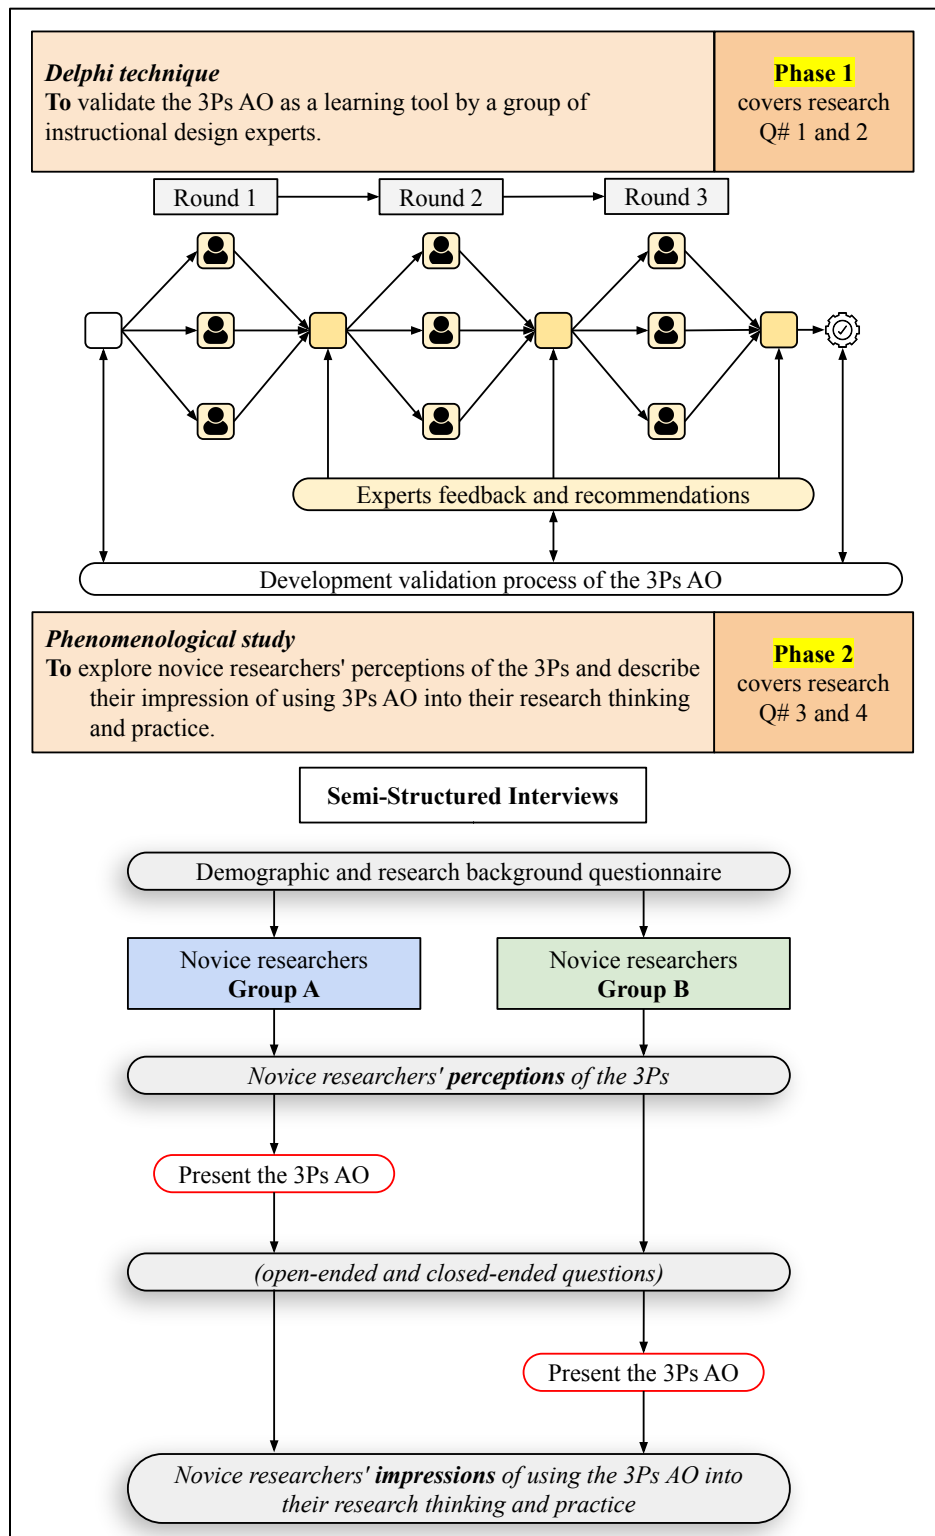 Delphi technique
To validate the 3Ps AO as a learning tool by a group of
instructional design experts.
Phase 1
covers research
Q# 1 and 2
Round 1
Round 2
Round 3
Experts feedback and recommendations
Development validation process of the 3Ps AO
Phenomenological study
To explore novice researchers' perceptions of the 3Ps and describe
their impression of using 3Ps AO into their research thinking
and practice.
Phase 2
covers research
Q# 3 and 4
Semi-Structured Interviews
Demographic and research background questionnaire
Novice researchers
Group A
Novice researchers
Group B
Novice researchers' perceptions of the 3Ps
Present the 3Ps AO
(open-ended and closed-ended questions)
Present the 3Ps AO
Novice researchers' impressions of using the 3Ps AO into
their research thinking and practice